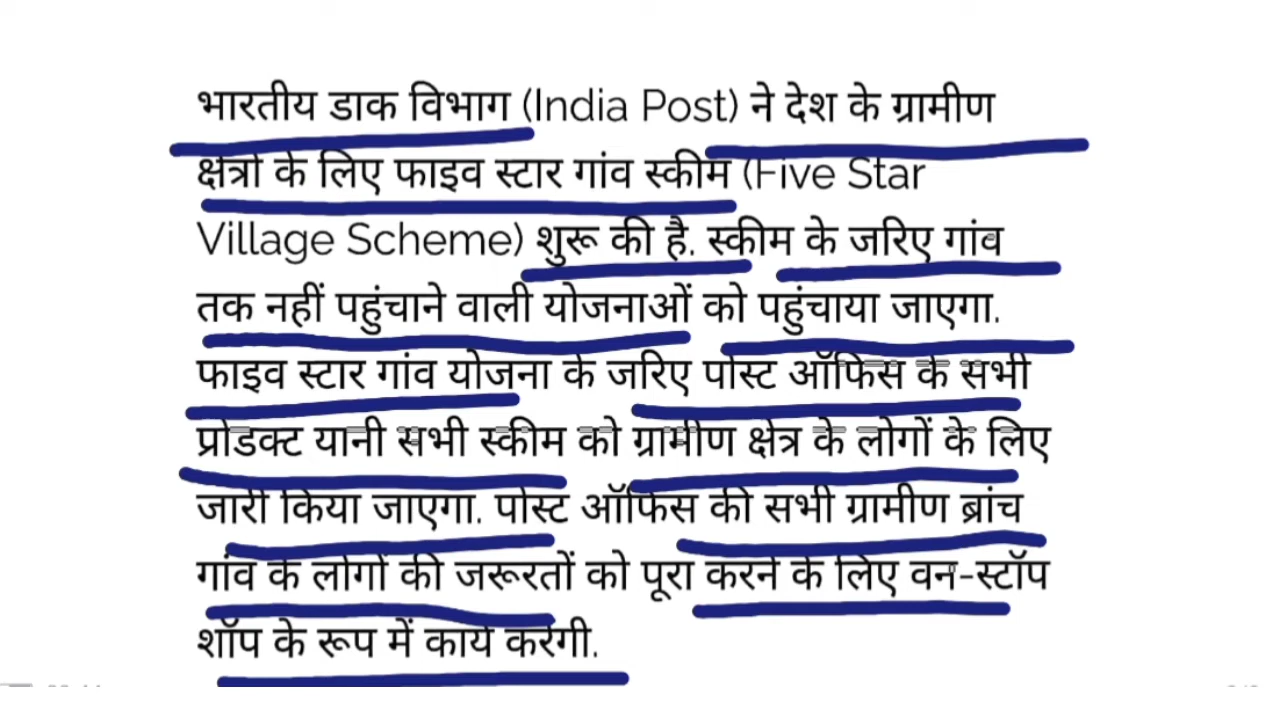 भारतीय डाक विभाग (India Post) ने देश के ग्रामीण
क्षेत्रों के लिए फाइव स्टार गांव स्कीम (Five Star
Village Scheme) शुरू की है. स्कीम के जरिए गांव
तक नहीं पहुंचाने वाली योजनाओं को पहुंचाया जाएगा.
फाइव स्टार गांव योजना के जरिए पोस्ट ऑफिस के सभी
प्रोडक्ट यानी सभी स्कीम को ग्रामीण क्षेत्र के लोगों के लिए
जारी किया जाएगा. पोस्ट ऑफिस की सभी ग्रामीण ब्रांच
गांव के लोगों की जरूरतों को पूरा करने के लिए वन-स्टॉप
शॉप के रूप में कार्य करेगी.